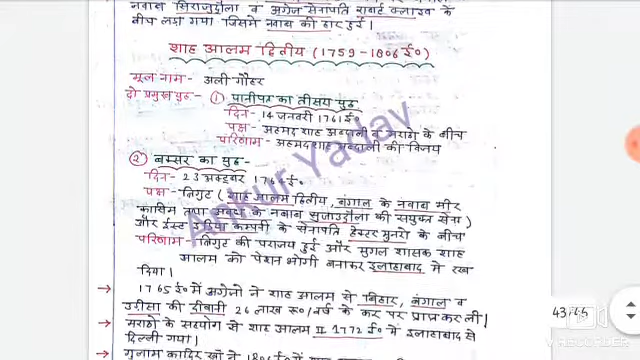 नवाब सिराजुद्दौला व अंग्रेज सेनापति राबर्ट क्लाइव के
बीच लड़ा गया जिसमें नवाब की हार हुई।
शाह आलम द्वितीय (1759 - 1806 ई०)
मूल नाम - अली गौहर
दो प्रमुख युद्ध - ① पानीपत का तीसरा युद्ध
दिन - 14 जनवरी 1761 ई०
पक्ष - अहमद शाह अब्दाली व मराठों के बीच
परिणाम - अहमदशाह अब्दाली की विजय
② बक्सर का युद्ध -
दिन - 23 अक्टूबर 1764 ई०
पक्ष - त्रिगुट (शाह आलम द्वितीय, बंगाल के नवाब मीर
कासिम तथा अवध के नवाब सुजाउद्दौला की संयुक्त सेना)
और ईस्ट इंडिया कम्पनी के सेनापति हेक्टर मुनरो के बीच।
परिणाम - त्रिगुट की पराजय हुई और मुगल शासक शाह
आलम को पेंशन भोगी बनाकर इलाहाबाद में रख
दिया।
→ 1765 ई० में अंग्रेजो ने शाह आलम से बिहार, बंगाल व
उड़ीसा की दीवानी 26 लाख रू०/वर्ष के कर पर प्राप्त कर ली।
→ मराठों के सहयोग से शाह आलम II 1772 ई० में इलाहाबाद से
दिल्ली गया।
→ गुलाम कादिर खाँ ने 1806 ई० में
Ankur Yadav